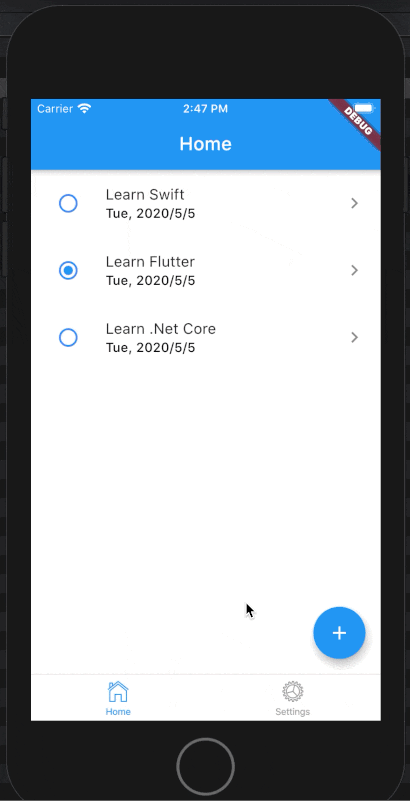 Carrier 2:47 PM
DEBUG
Home
Learn Swift
Tue, 2020/5/5
Learn Flutter
Tue, 2020/5/5
Learn .Net Core
Tue, 2020/5/5
+
Home Settings